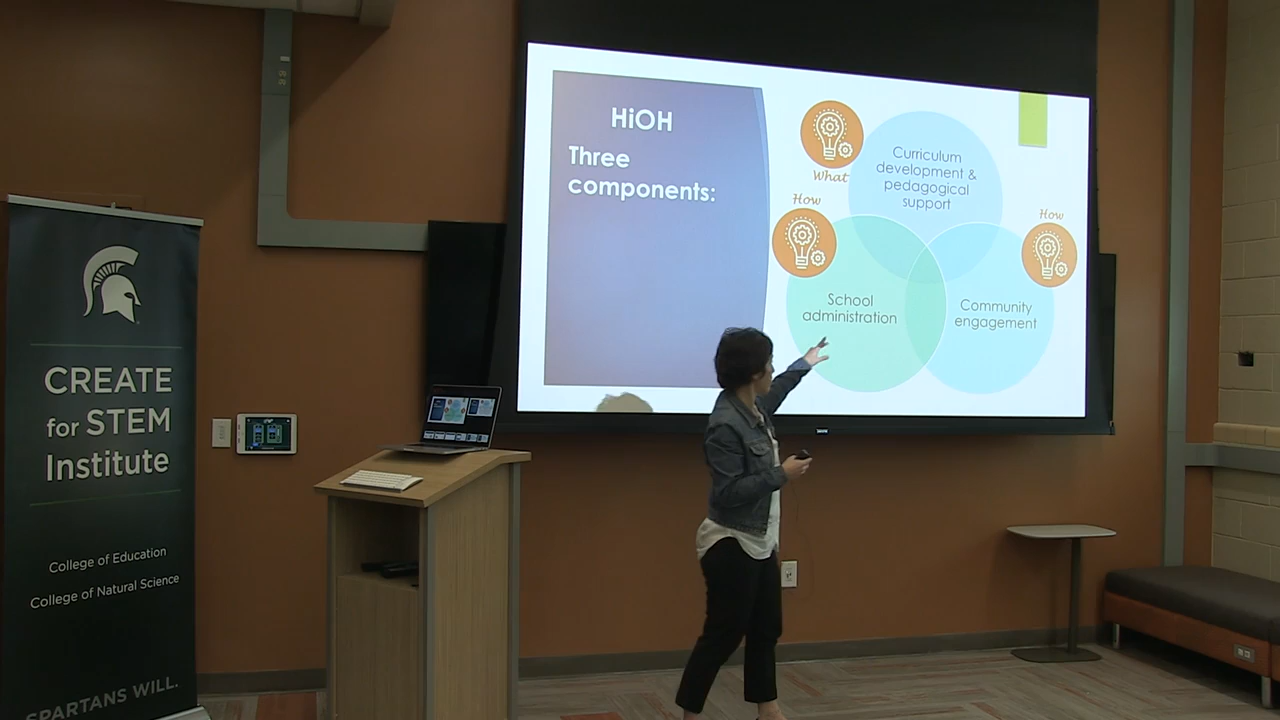 CREATE
for STEM
Institute
College of Education
College of Natural Science
SPARTANS WILL.
HiOH
Three
components:
What
Curriculum
development &
pedagogical
support
How
School
administration
How
Community
engagement